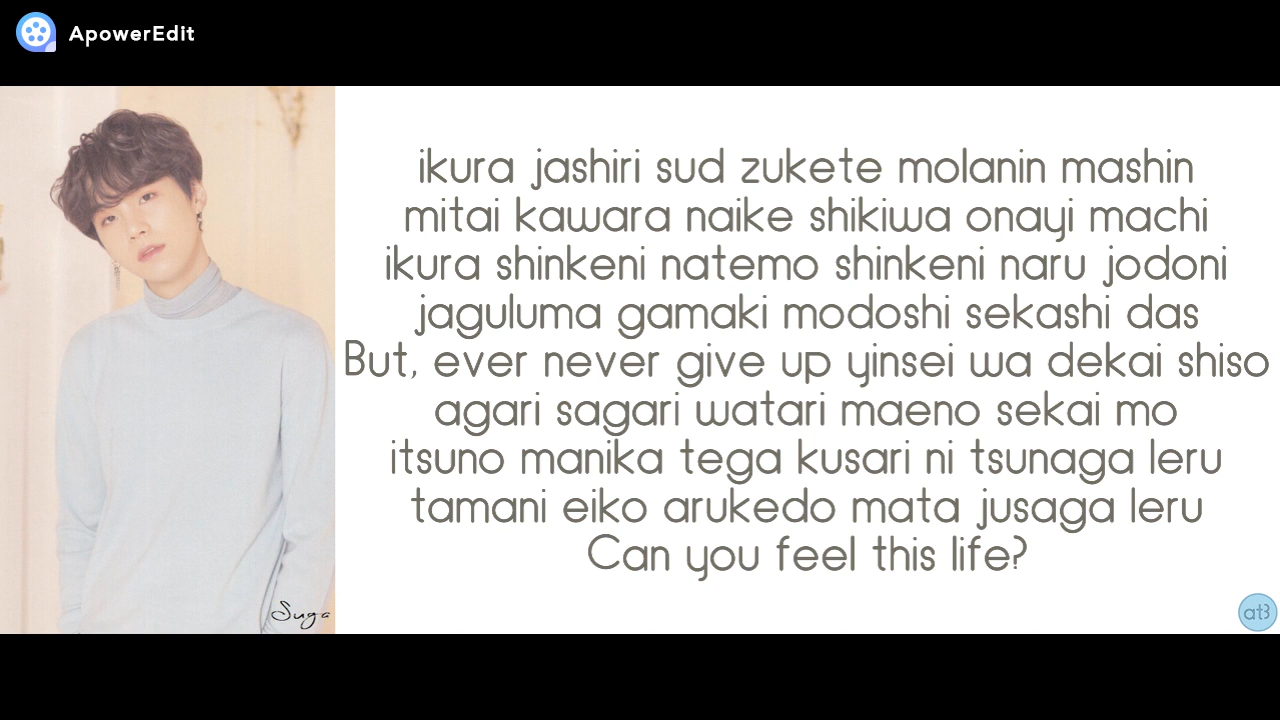 ApowerEdit
ikura jashiri sud zukete molanin mashin
mitai kawara naike shikiwa onayi machi
ikura shinkeni natemo shinkeni naru jodoni
jaguluma gamaki modoshi sekashi das
But, ever never give up yinsei wa dekai shiso
agari sagari watari maeno sekai mo
itsuno manika tega kusari ni tsunaga leru
tamani eiko arukedo mata jusaga leru
Can you feel this life?
Suga
at3